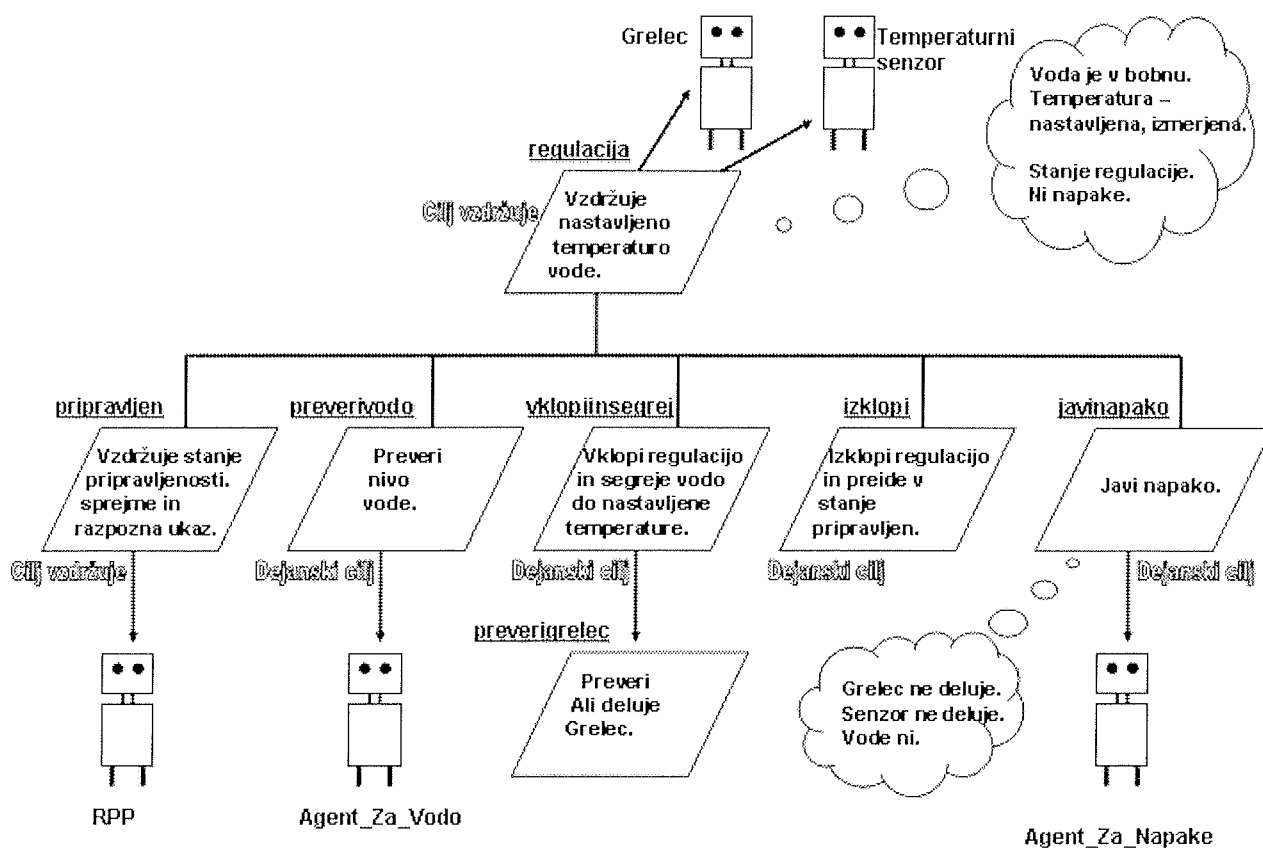 Grelec
Temperaturni
senzor
Voda je v bobnu.
Temperatura –
nastavljena, izmerjena.
Stanje regulacije.
Ni napake.
regulacija
Cilj vzdržuje
Vzdržuje
nastavljeno
temperaturo
vode.
pripravljen
preverivodo
vklopiinsegrej
izklopi
javinapako
Vzdržuje stanje
pripravljenosti.
sprejme in
razpozna ukaz.
Preveri
nivo
vode.
Vklopi regulacijo
in segreje vodo
do nastavljene
temperature.
Izklopi regulacijo
in preide v
stanje
pripravljen.
Javi napako.
Cilj vzdržuje
Dejanski cilj
Dejanski cilj
Dejanski cilj
Dejanski cilj
preverigrelec
Preveri
Ali deluje
Grelec.
Grelec ne deluje.
Senzor ne deluje.
Vode ni.
RPP
Agent_Za_Vodo
Agent_Za_Napake